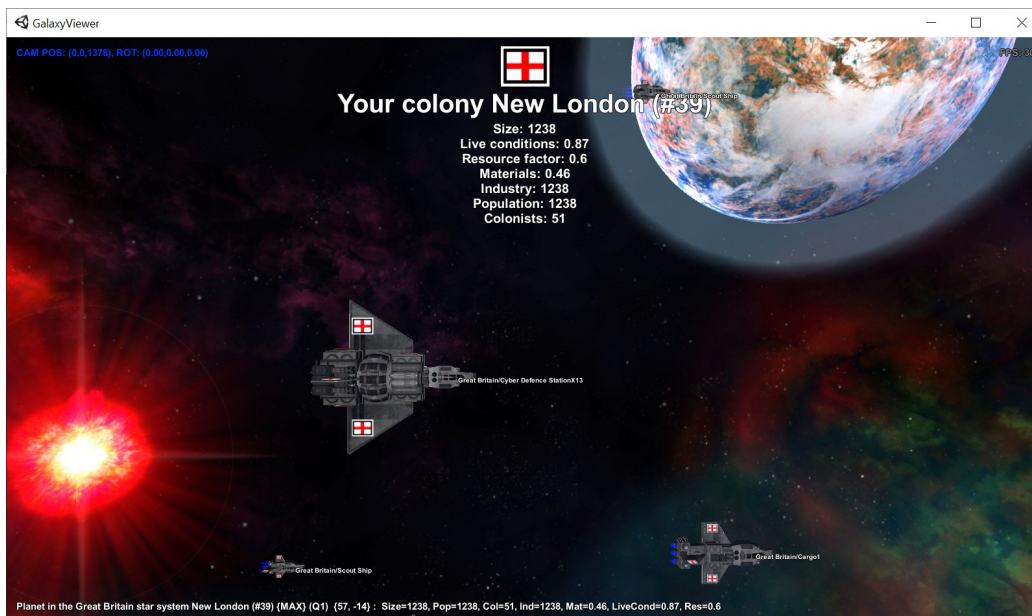 GalaxyViewer
CAM POS: (0,0,1378), ROT: (0.00,0.00,0.00)
Great Britain/Scout Ship
Your colony New London (#39)
Size: 1238
Live conditions: 0.87
Resource factor: 0.6
Materials: 0.46
Industry: 1238
Population: 1238
Colonists: 51
Great Britain/Cyber Defence StationX13
Great Britain/Cargo1
Great Britain/Scout Ship
Planet in the Great Britain star system New London (#39) {MAX} (Q1) {57, -14} : Size=1238, Pop=1238, Col=51, Ind=1238, Mat=0.46, LiveCond=0.87, Res=0.6